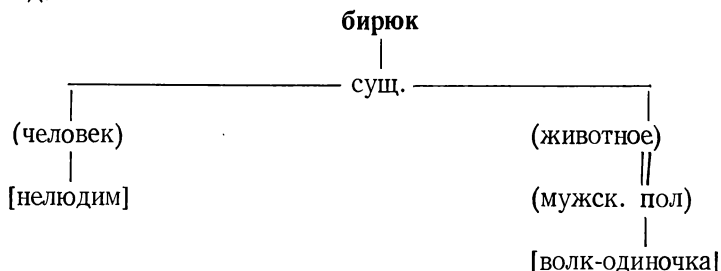 бирюк
сущ.
(человек) (животное)
[нелюдим] (мужск. пол)
[волк-одиночка]